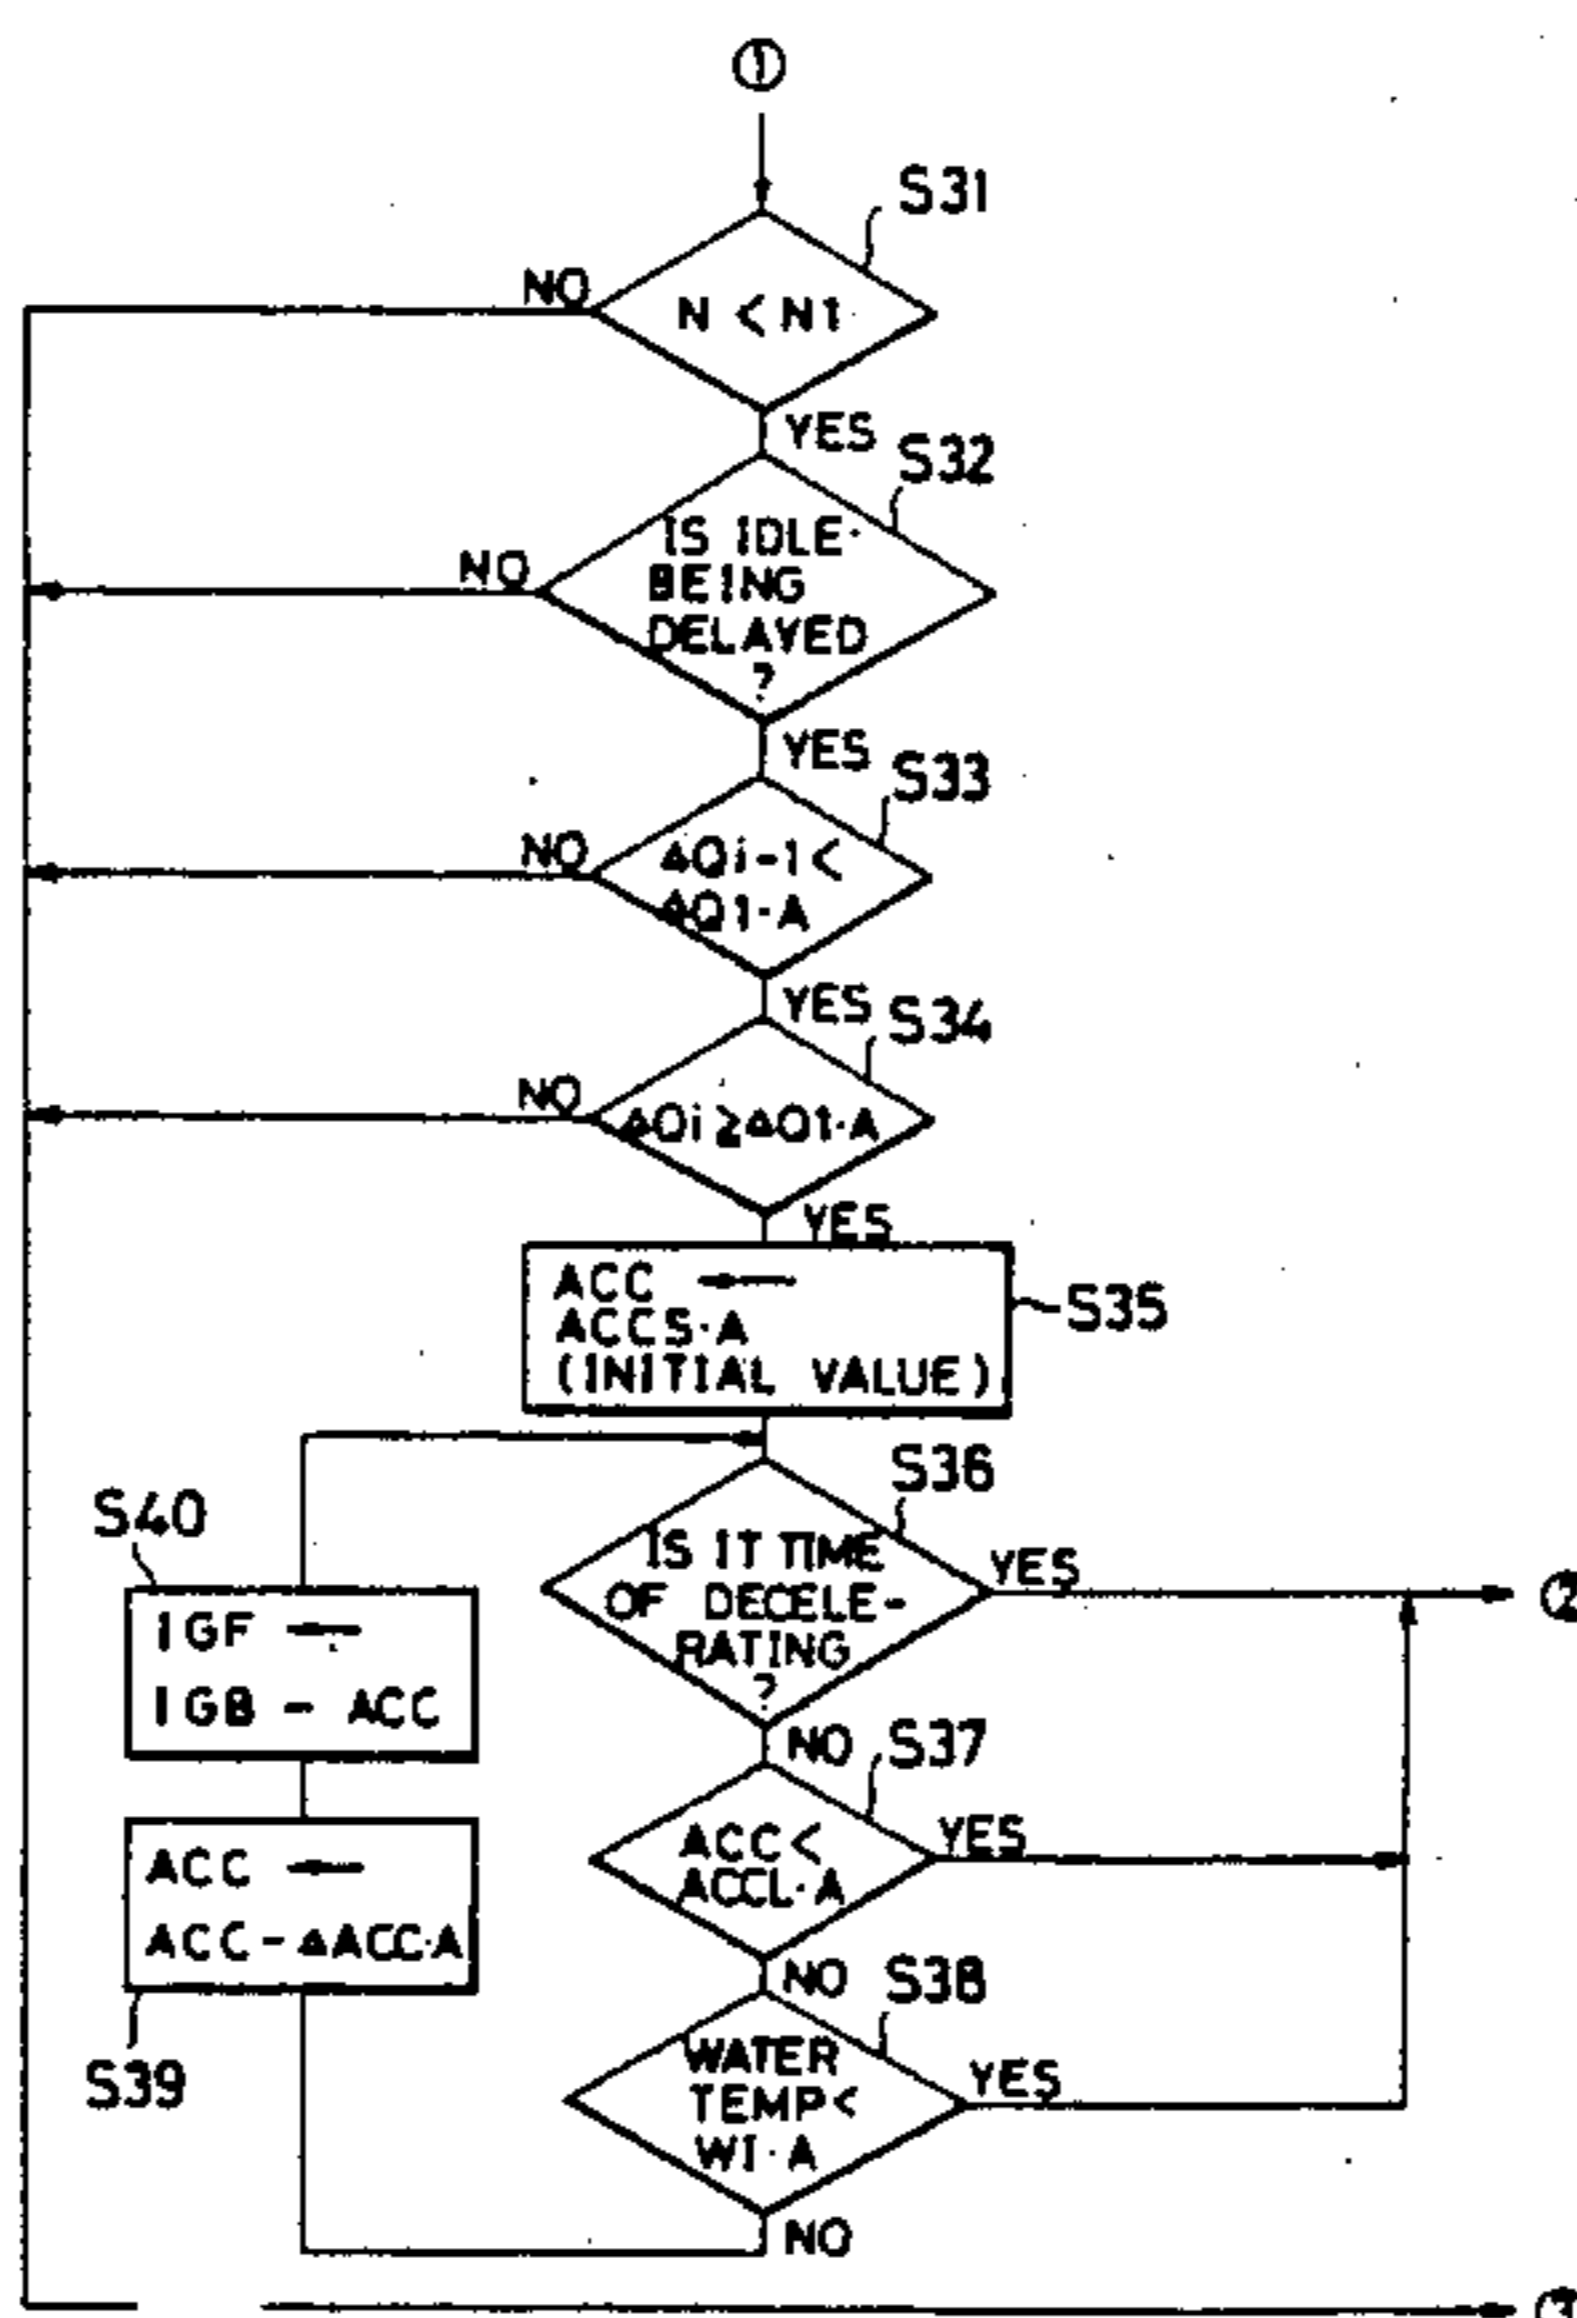 ①
S31
NO
N < N1
YES
S32
IS IDLE
BEING
DELAYED
?
NO
YES
S33
NO
ΔQi-1<
ΔQ1·A
YES
S34
NO
ΔQi≧ΔQ1·A
YES
ACC ←
ACCS·A
(INITIAL VALUE)
S35
S36
IS IT TIME
OF DECELE-
RATING
?
YES
②
S40
IGF ←
IGB - ACC
NO
S37
ACC<
ACCL·A
YES
ACC ←
ACC-ΔACC·A
S39
NO
S38
WATER
TEMP<
WI·A
YES
NO
③